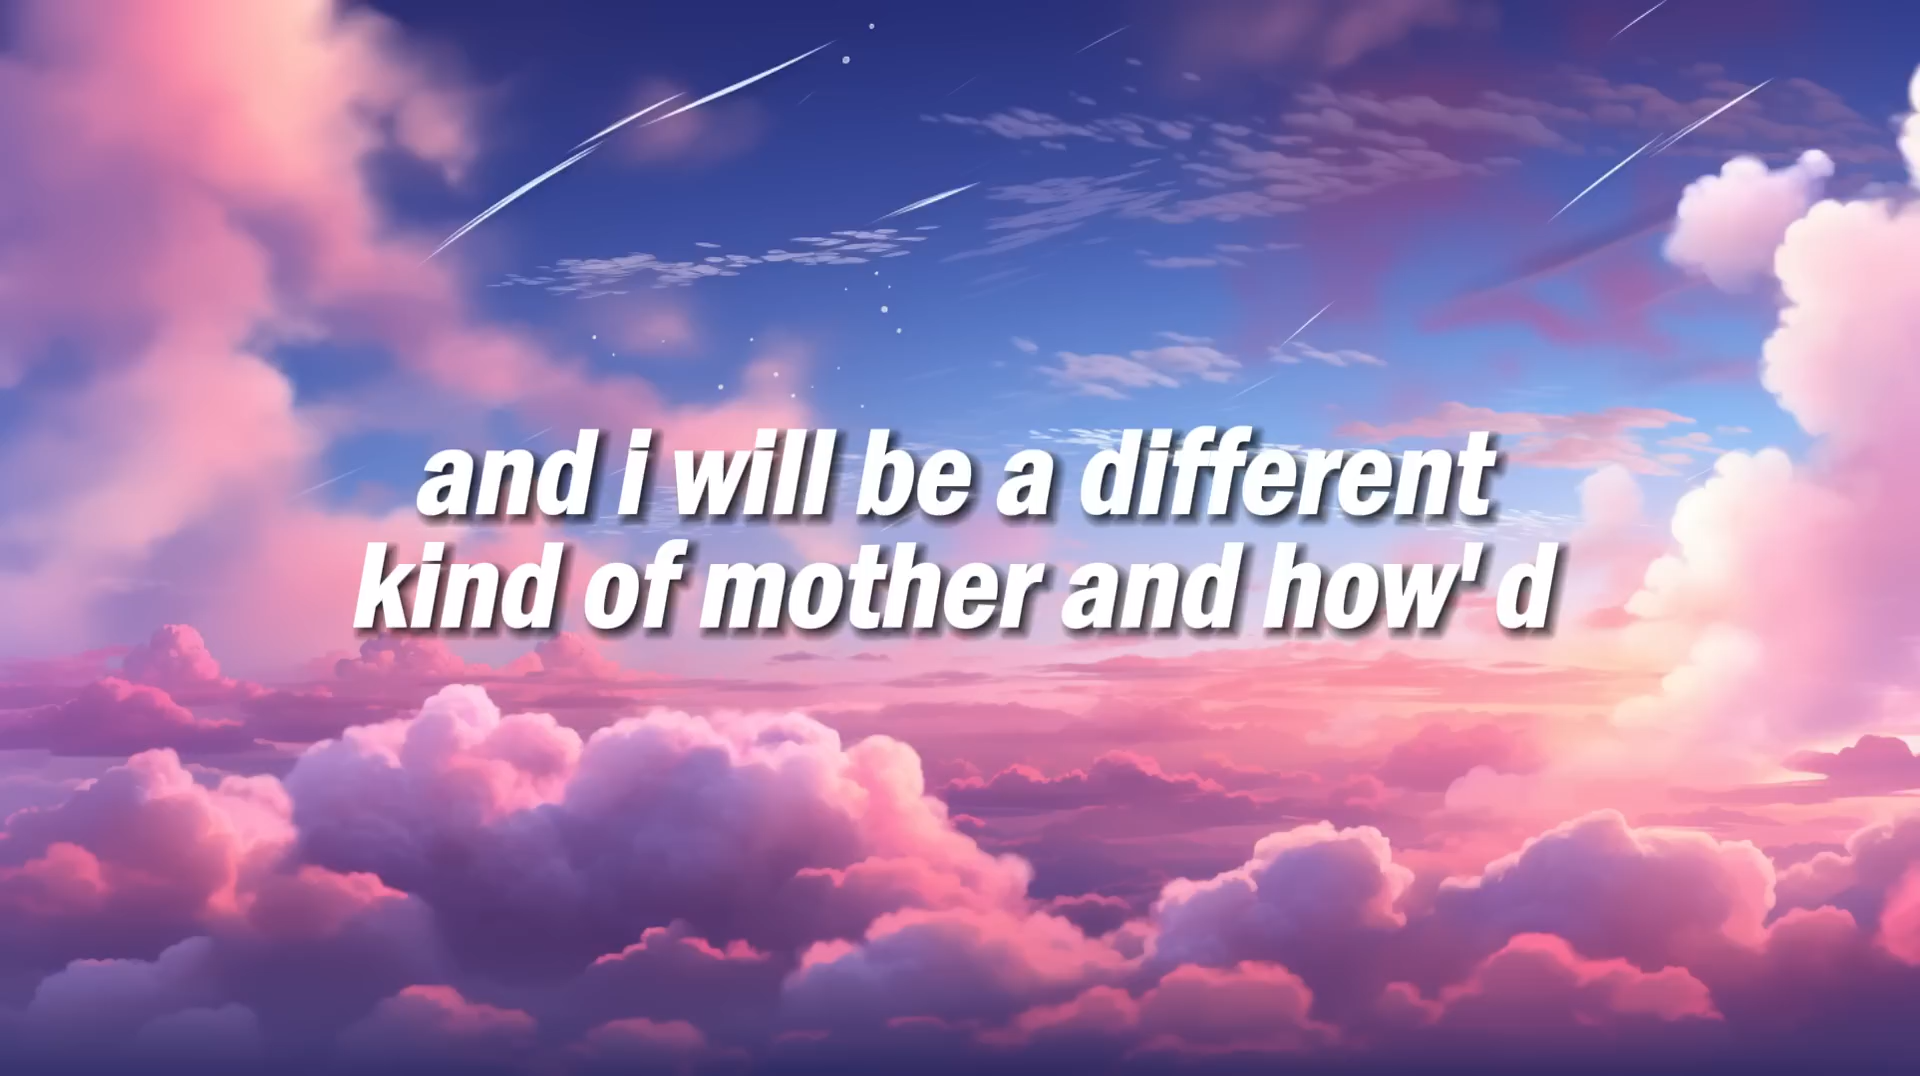 and i will be a different
kind of mother and how'd